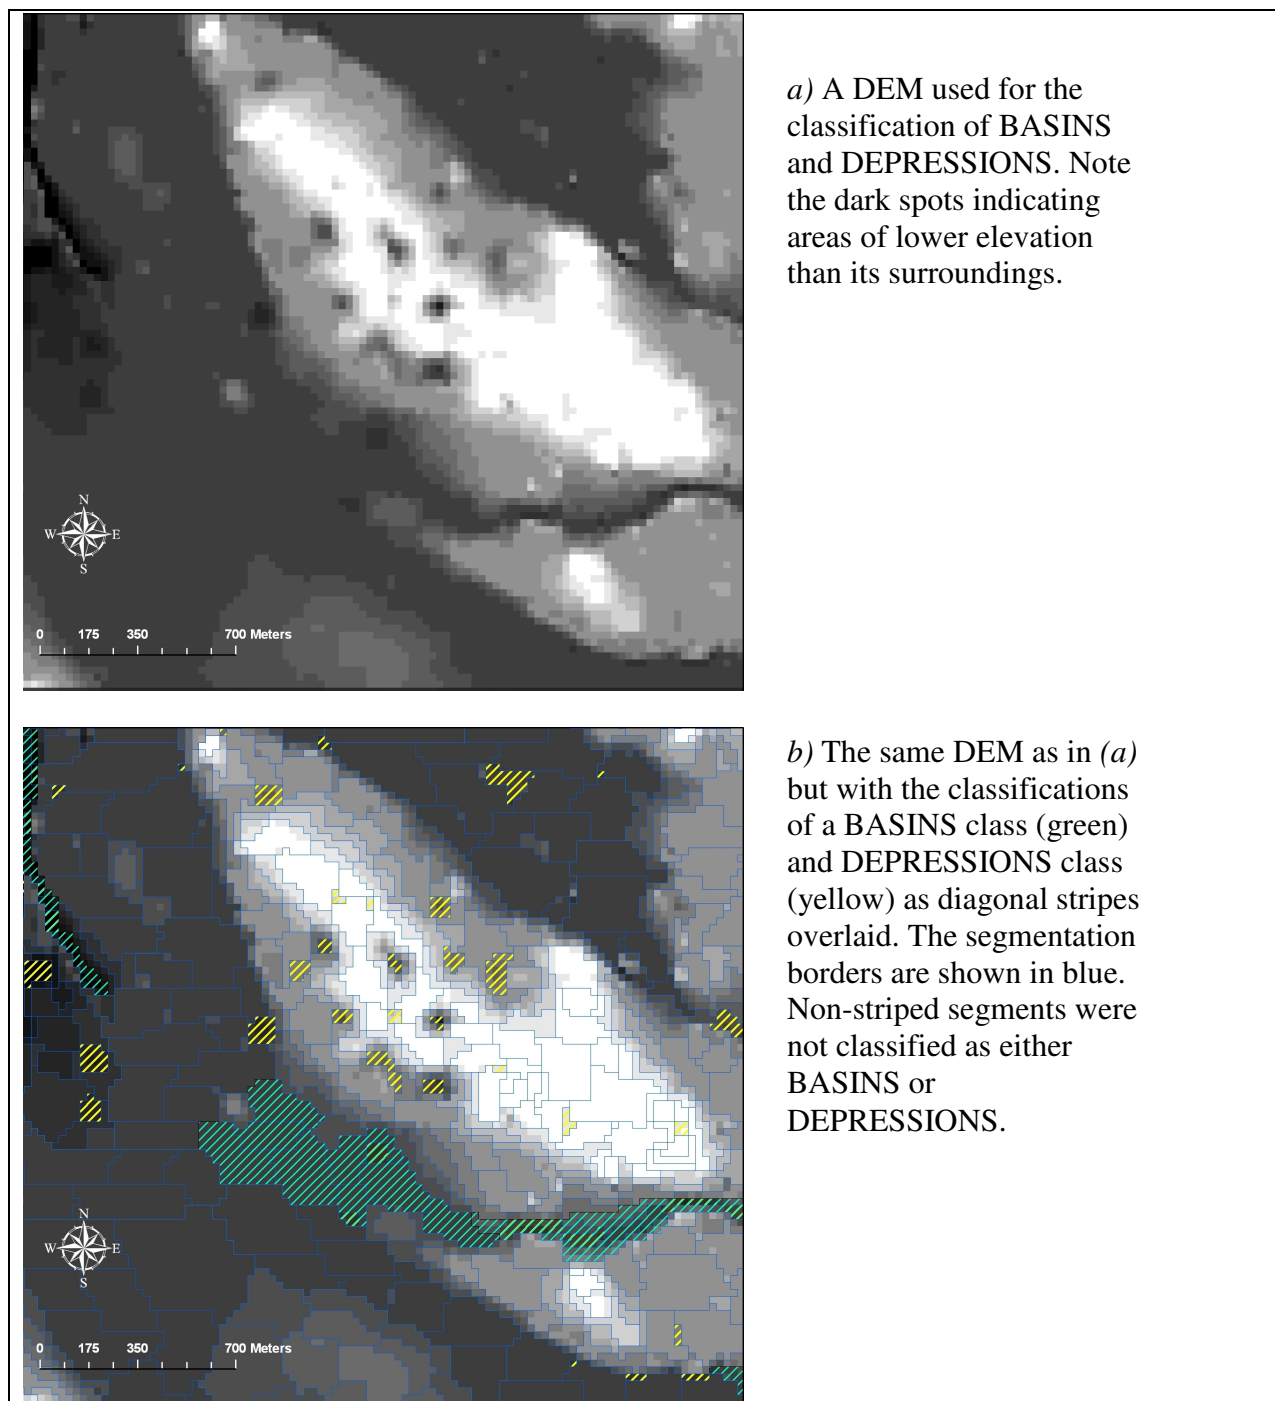 a) A DEM used for the
classification of BASINS
and DEPRESSIONS. Note
the dark spots indicating
areas of lower elevation
than its surroundings.
N
W E
S
0 175 350 700 Meters
b) The same DEM as in (a)
but with the classifications
of a BASINS class (green)
and DEPRESSIONS class
(yellow) as diagonal stripes
overlaid. The segmentation
borders are shown in blue.
Non-striped segments were
not classified as either
BASINS or
DEPRESSIONS.
N
W E
S
0 175 350 700 Meters